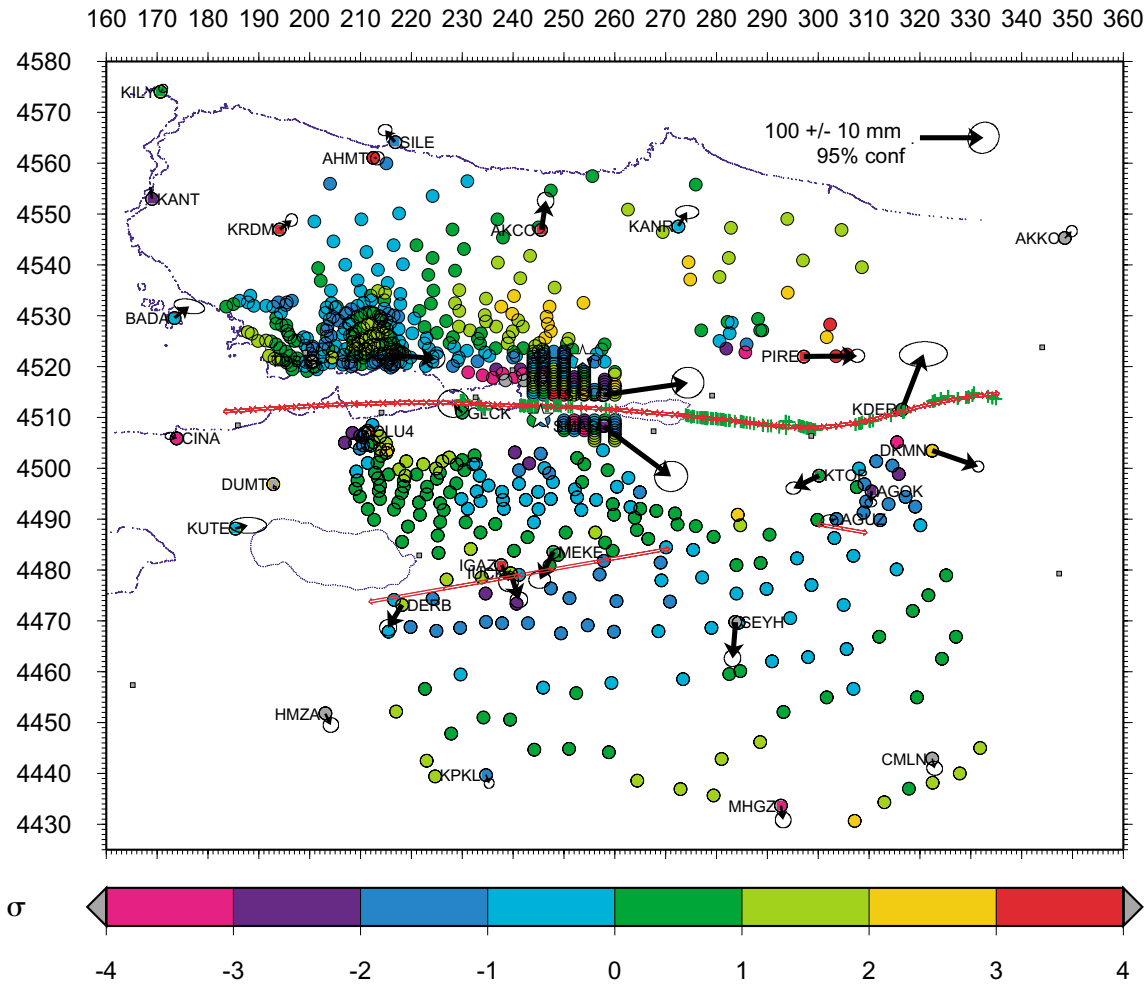 160 170 180 190 200 210 220 230 240 250 260 270 280 290 300 310 320 330 340 350 360
4580
4570
KILY
100 +/- 10 mm
95% conf
SILE
4560
AHMT
4550
KANT
KRDM
AKCO
KANR
AKKO
4540
4530
BADA
4520
PIRE
4510
GLCK
KDER
OLU4
4500
CINA
DKMN
DUMT
KTOP
AGOK
4490
KUTE
AGUZ
4480
MEKE
IGAZ
IUCK
DERB
4470
SEYH
4460
4450
HMZA
4440
KPKL
CMLN
MHGZ
4430
σ
-4 -3 -2 -1 0 1 2 3 4